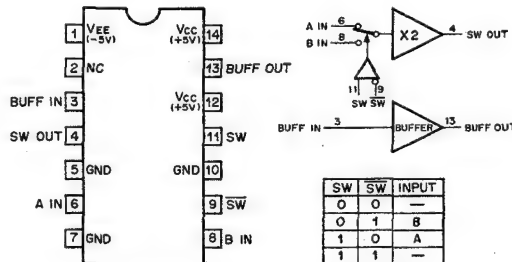 1 VEE (-5V)
VCC (+5V) 14
2 NC
13 BUFF OUT
BUFF IN 3
VCC (+5V) 12
SW OUT 4
11 SW
5 GND
GND 10
A IN 6
9 SW
7 GND
8 B IN
A IN 6
B IN 8
X2
4 SW OUT
11 9
SW SW
BUFF IN 3
BUFFER
13 BUFF OUT
SW SW INPUT
0 0 —
0 1 B
1 0 A
1 1 —